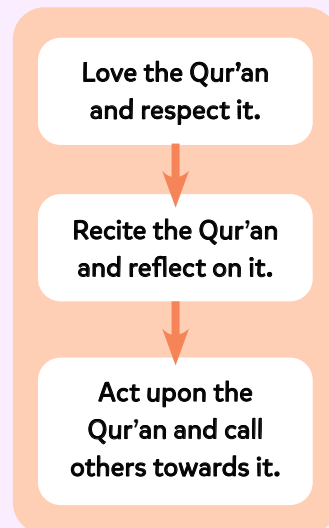 Love the Qur’an
and respect it.
Recite the Qur’an
and reflect on it.
Act upon the
Qur’an and call
others towards it.